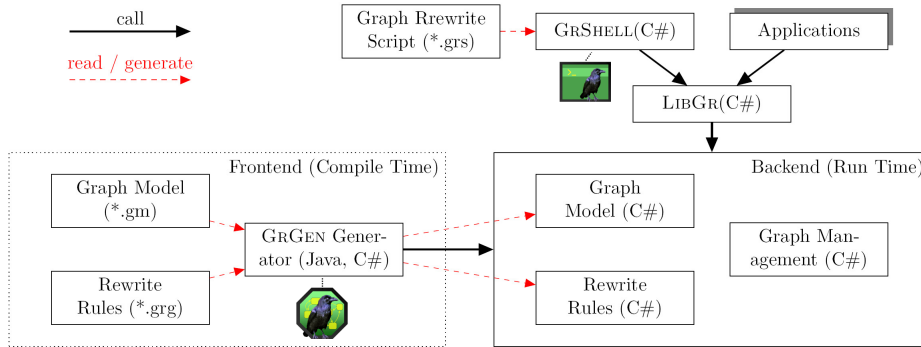 call
read / generate
Graph Rrewrite
Script (*.grs)
GRSHELL(C#)
Applications
LIBGR(C#)
Frontend (Compile Time)
Backend (Run Time)
Graph Model
(*.gm)
Graph
Model (C#)
GRGEN Gener-
ator (Java, C#)
Graph Man-
agement (C#)
Rewrite
Rules (*.grg)
Rewrite
Rules (C#)